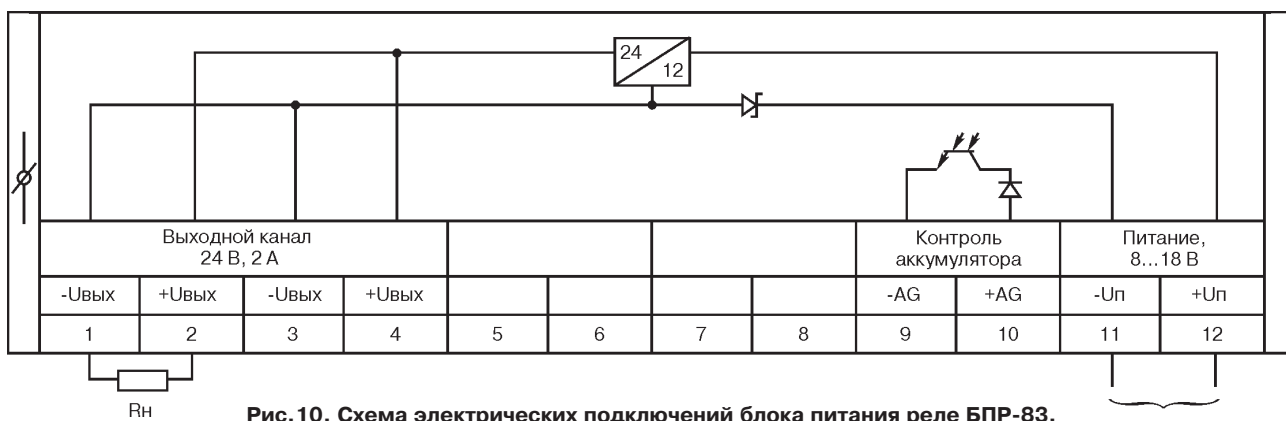 24
12
Выходной канал
24 В, 2 А
Контроль
аккумулятора
Питание,
8...18 В
-Uвых +Uвых -Uвых +Uвых -AG +AG -Uп +Uп
1 2 3 4 5 6 7 8 9 10 11 12
Rн
Рис.10. Схема электрических подключений блока питания реле БПР-83.